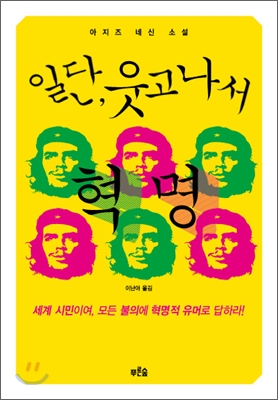 아지즈 네신 소설
일단, 웃고나서
혁명
이난아 옮김
세계 시민이여, 모든 불의에 혁명적 유머로 답하라!
푸른숲